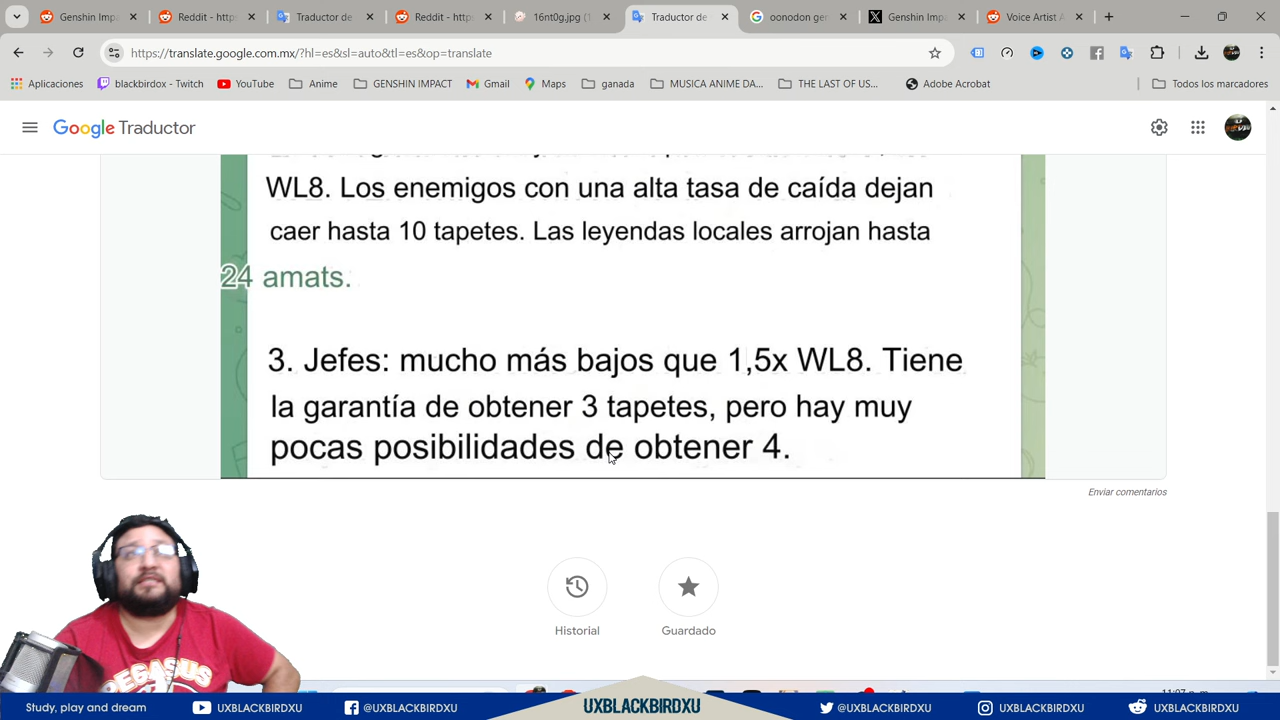 Genshin Imp
Reddit - http
Traductor de
Reddit - http
16nt0g.jpg (1
Traductor de
oonodon gen
Genshin Imp
Voice Artist A
https://translate.google.com.mx/?hl=es&sl=auto&tl=es&op=translate
Aplicaciones
blackbirdox - Twitch
YouTube
Anime
GENSHIN IMPACT
Gmail
Maps
ganada
MUSICA ANIME DA...
THE LAST OF US...
Adobe Acrobat
Todos los marcadores
Google Traductor
WL8. Los enemigos con una alta tasa de caída dejan
caer hasta 10 tapetes. Las leyendas locales arrojan hasta
24 amats.
3. Jefes: mucho más bajos que 1,5x WL8. Tiene
la garantía de obtener 3 tapetes, pero hay muy
pocas posibilidades de obtener 4.
Enviar comentarios
Historial
Guardado
PEGASUS
Study, play and dream
UXBLACKBIRDXU
@UXBLACKBIRDXU
UXBLACKBIRDXU
@UXBLACKBIRDXU
UXBLACKBIRDXU
UXBLACKBIRDXU